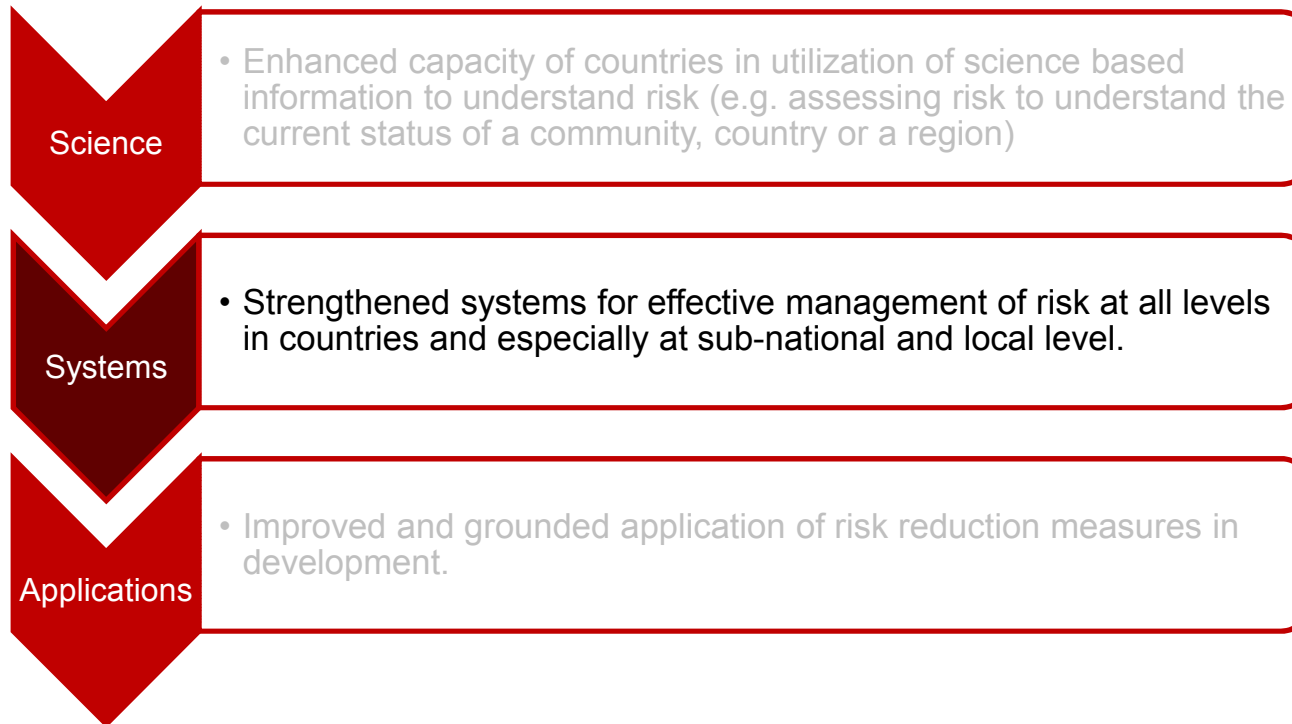 Science
• Enhanced capacity of countries in utilization of science based
information to understand risk (e.g. assessing risk to understand the
current status of a community, country or a region)
Systems
• Strengthened systems for effective management of risk at all levels
in countries and especially at sub-national and local level.
Applications
• Improved and grounded application of risk reduction measures in
development.